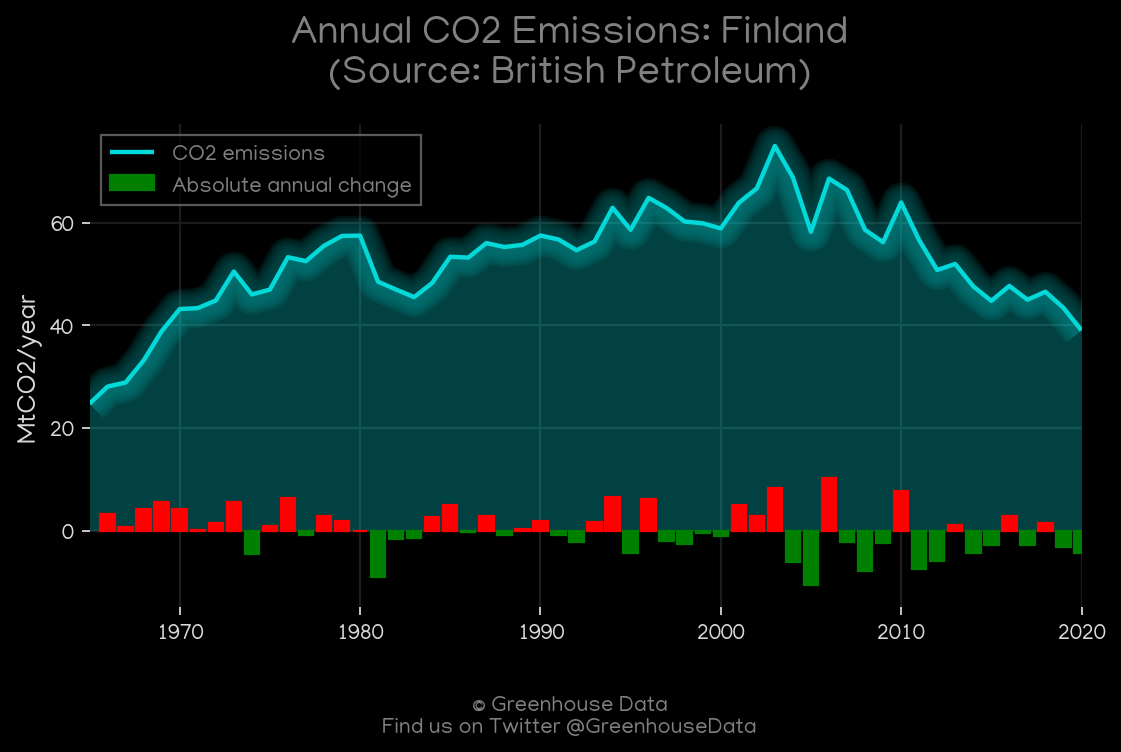 Annual CO2 Emissions: Finland
(Source: British Petroleum)
CO2 emissions
Absolute annual change
MtCO2/year
60
40
20
0
1970 1980 1990 2000 2010 2020
© Greenhouse Data
Find us on Twitter @GreenhouseData